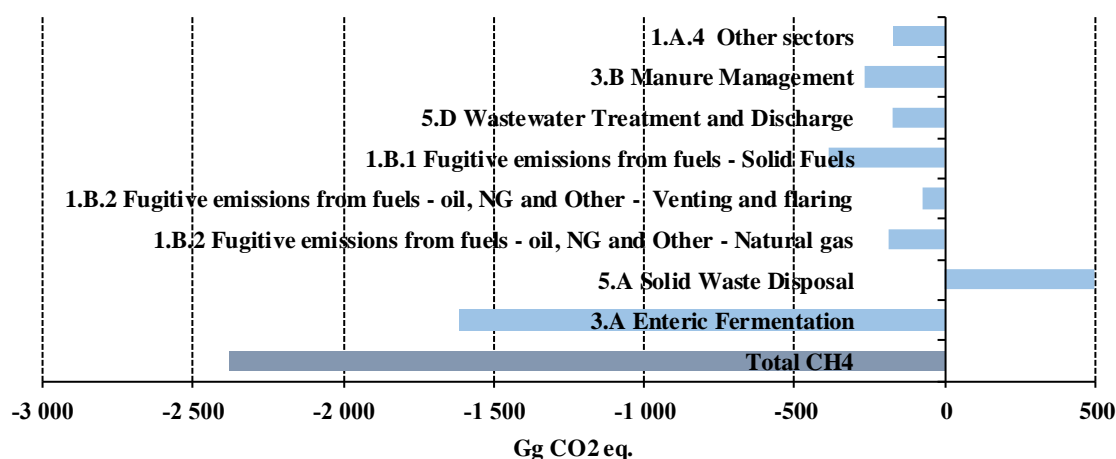 1.A.4  Other sectors
3.B Manure Management
5.D Wastewater Treatment and Discharge
1.B.1 Fugitive emissions from fuels - Solid Fuels
1.B.2 Fugitive emissions from fuels - oil, NG and Other -  Venting and flaring
1.B.2 Fugitive emissions from fuels - oil, NG and Other - Natural gas
5.A Solid Waste Disposal
3.A Enteric Fermentation
Total CH4
-3 000 -2 500 -2 000 -1 500 -1 000 -500 0 500
Gg CO2 eq.